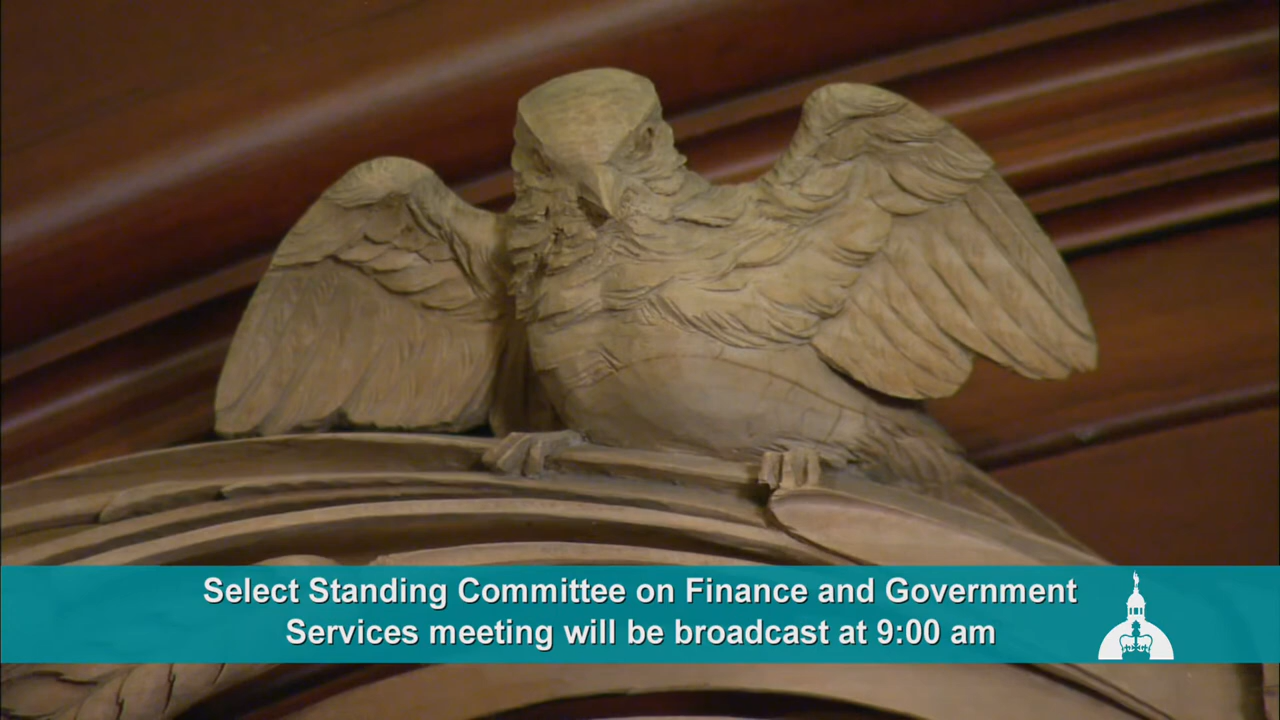 Select Standing Committee on Finance and Government
Services meeting will be broadcast at 9:00 am